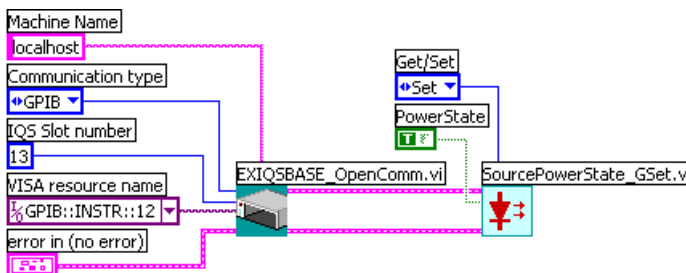 Machine Name
localhost
Communication type
GPIB
IQS Slot number
13
VISA resource name
I/O GPIB::INSTR::12
error in (no error)
EXIQSBASE_OpenComm.vi
Get/Set
Set
PowerState
T F
SourcePowerState_GSet.v